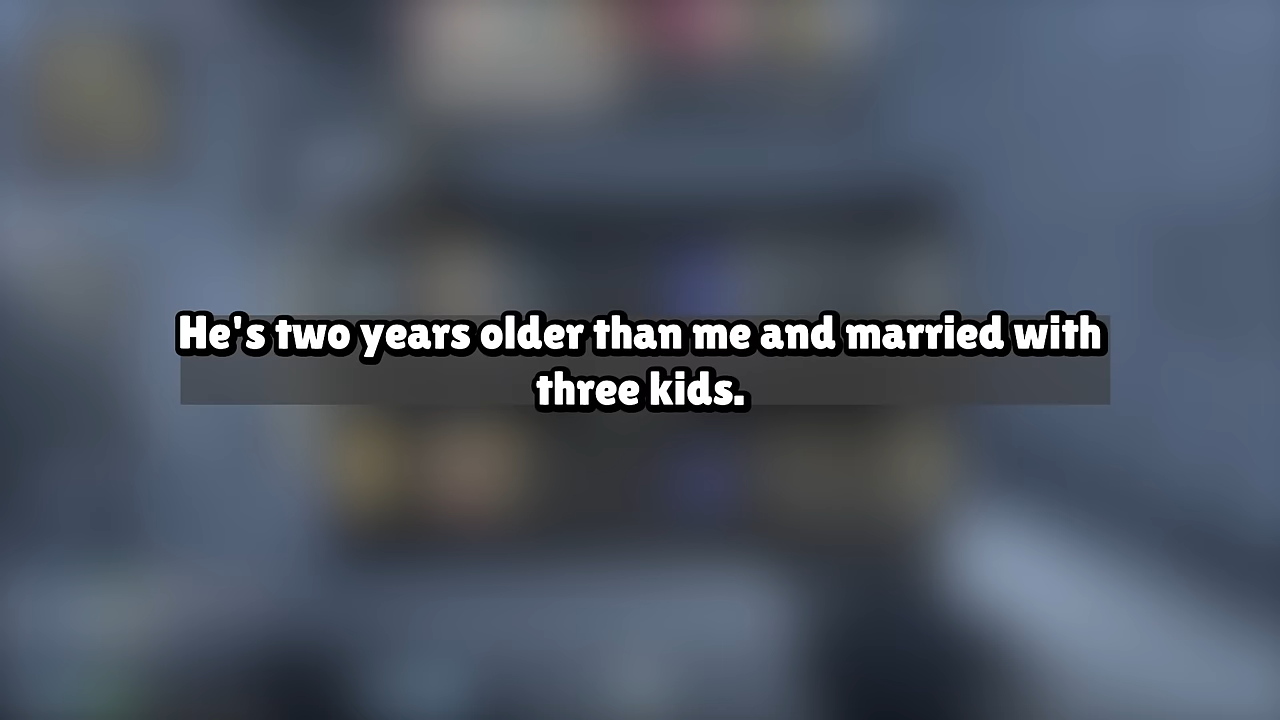 He's two years older than me and married with
three kids.